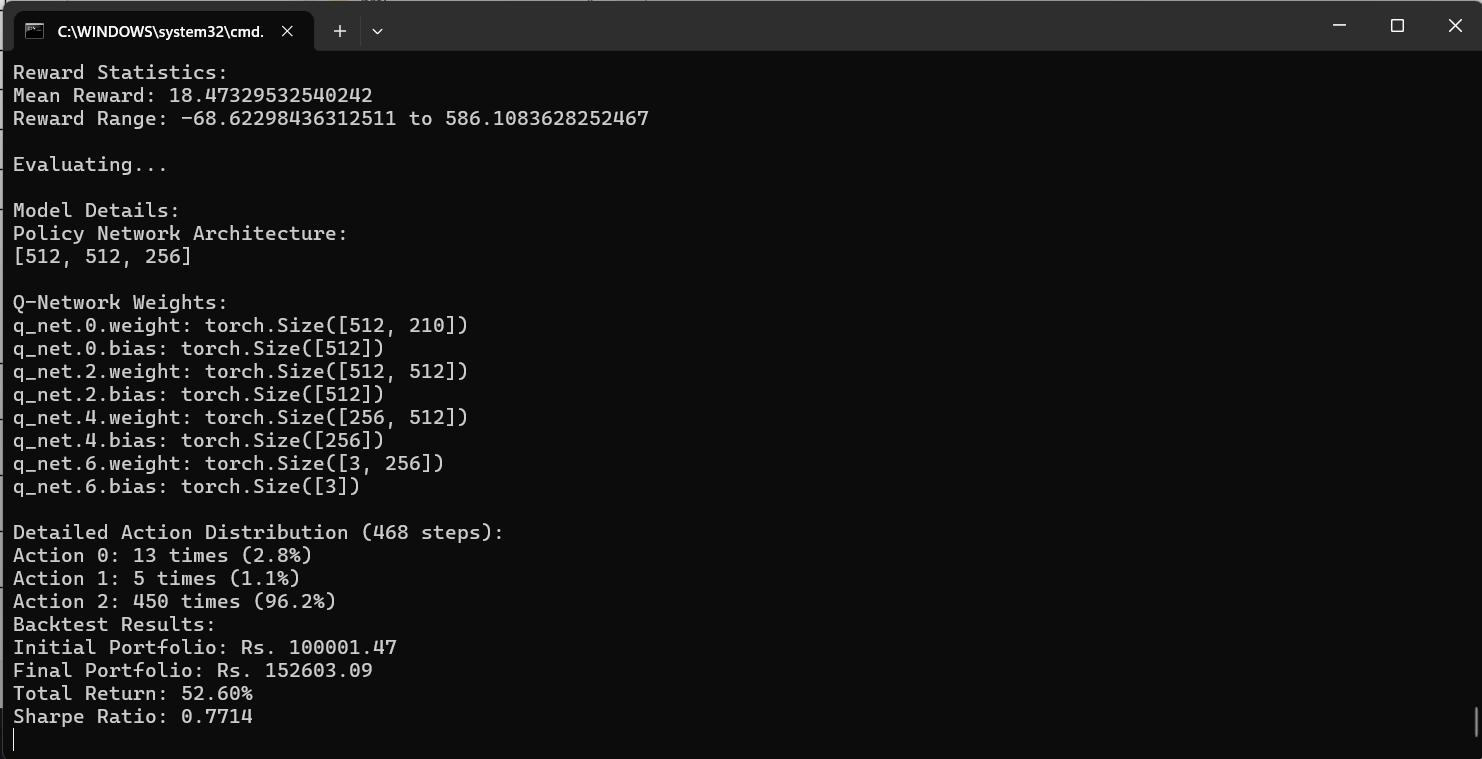 C:\WINDOWS\system32\cmd.
Reward Statistics:
Mean Reward: 18.47329532540242
Reward Range: -68.62298436312511 to 586.1083628252467
Evaluating...
Model Details:
Policy Network Architecture:
[512, 512, 256]
Q-Network Weights:
q_net.0.weight: torch.Size([512, 210])
q_net.0.bias: torch.Size([512])
q_net.2.weight: torch.Size([512, 512])
q_net.2.bias: torch.Size([512])
q_net.4.weight: torch.Size([256, 512])
q_net.4.bias: torch.Size([256])
q_net.6.weight: torch.Size([3, 256])
q_net.6.bias: torch.Size([3])
Detailed Action Distribution (468 steps):
Action 0: 13 times (2.8%)
Action 1: 5 times (1.1%)
Action 2: 450 times (96.2%)
Backtest Results:
Initial Portfolio: Rs. 100001.47
Final Portfolio: Rs. 152603.09
Total Return: 52.60%
Sharpe Ratio: 0.7714